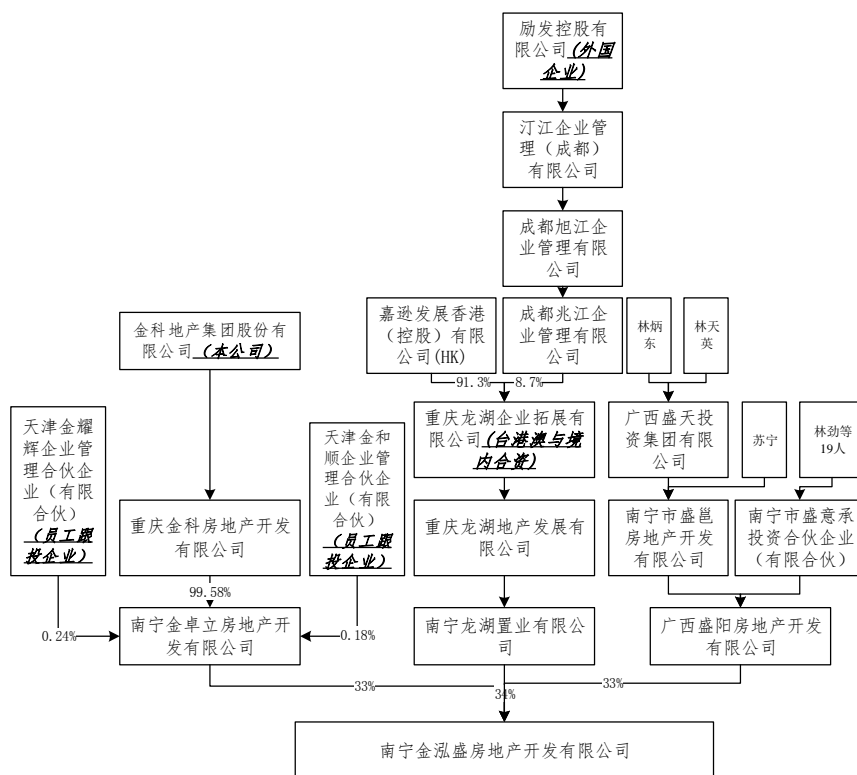 励发控股有
限公司(外国
企业)
汀江企业管
理（成都）
有限公司
成都旭江企
业管理有限
公司
嘉逊发展香港
（控股）有限
公司(HK)
成都兆江企
业管理有限
公司
林炳
东
林天
英
金科地产集团股份有
限公司（本公司）
91.3%
8.7%
天津金耀
辉企业管
理合伙企
业（有限
合伙）
（员工跟
投企业）
天津金和
顺企业管
理合伙企
业（有限
合伙）
（员工跟
投企业）
重庆龙湖企业拓展有
限公司(台港澳与境
内合资)
广西盛天投
资集团有限
公司
苏宁
林劲等
19人
重庆金科房地产开发
有限公司
重庆龙湖地产发展有
限公司
南宁市盛邕
房地产开发
有限公司
南宁市盛意承
投资合伙企业
（有限合伙）
99.58%
0.24%
南宁金卓立房地产开
发有限公司
0.18%
南宁龙湖置业有限公
司
广西盛阳房地产开发
有限公司
33%
34%
33%
南宁金泓盛房地产开发有限公司